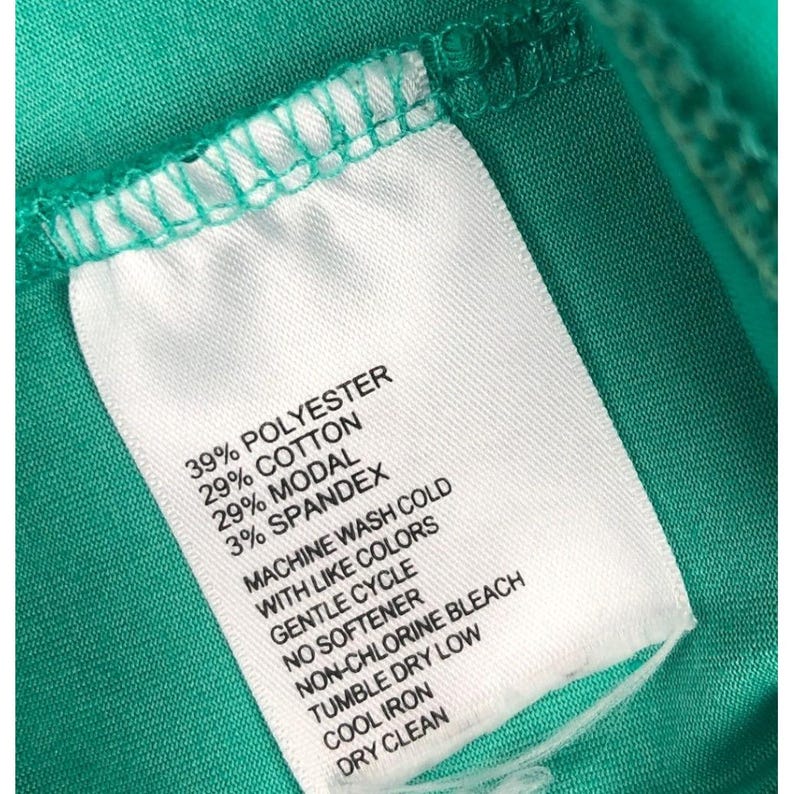 39% POLYESTER
29% COTTON
29% MODAL
3% SPANDEX
MACHINE WASH COLD
WITH LIKE COLORS
GENTLE CYCLE
NO SOFTENER
NON-CHLORINE BLEACH
TUMBLE DRY LOW
COOL IRON
DRY CLEAN